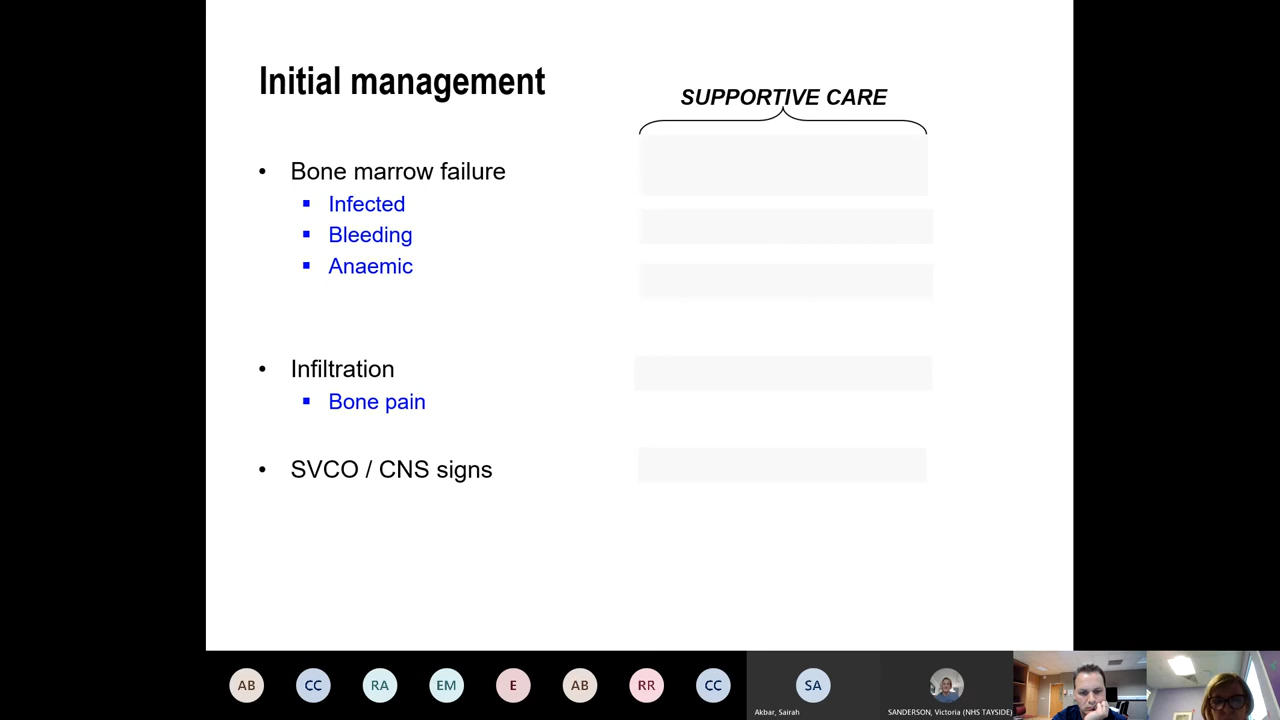 Initial management
SUPPORTIVE CARE
• Bone marrow failure
▪ Infected
▪ Bleeding
▪ Anaemic
• Infiltration
▪ Bone pain
• SVCO / CNS signs
AB
CC
RA
EM
E
AB
RR
CC
SA
Akbar, Sairah
SANDERSON, Victoria (NHS TAYSIDE)